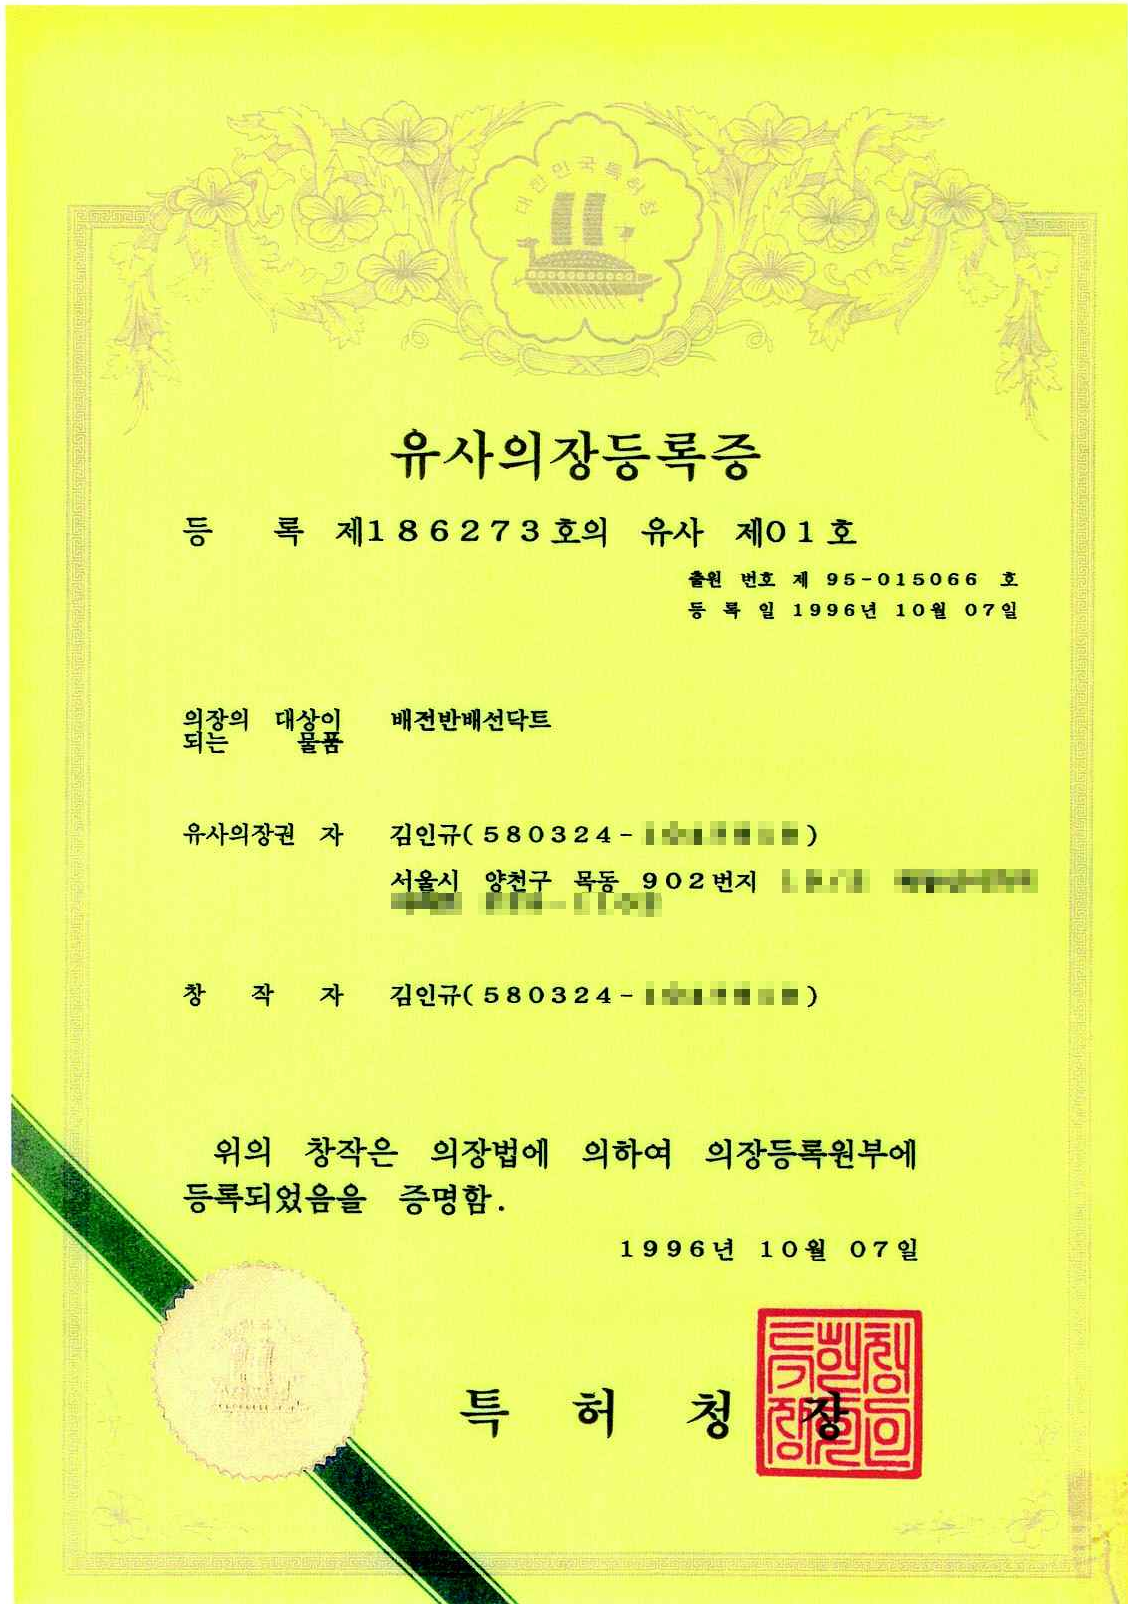 대한민국특허청
유사의장등록증
등 록 제186273호의 유사 제01호
출원 번호 제 95-015066 호
등 록 일 1996년 10월 07일
의장의 대상이 배전반배선닥트
되는 물품
유사의장권 자 김인규(580324-
서울시 양천구 목동 902번지
창 작 자 김인규(580324-
위의 창작은 의장법에 의하여 의장등록원부에
등록되었음을 증명함.
1996년 10월 07일
특 허 청 장